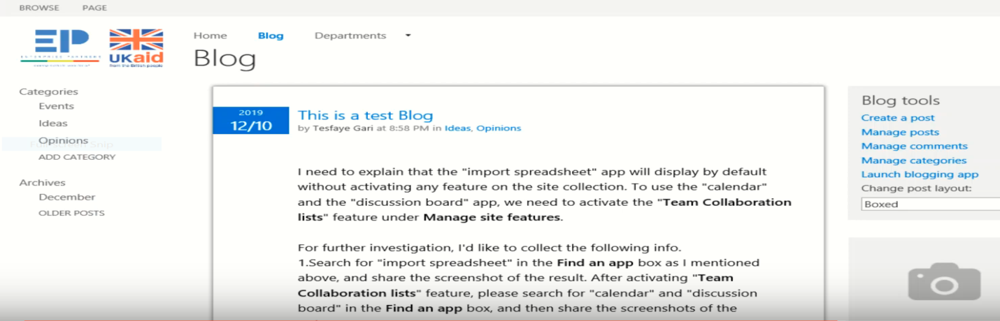 BROWSE PAGE
EP
ENTERPRISE PARTNERS
UKaid
from the British people
Home Blog Departments
Blog
Categories
Events
Ideas
Opinions
Full-screen Snip
ADD CATEGORY
Archives
December
OLDER POSTS
2019
12/10
This is a test Blog
by Tesfaye Gari at 8:58 PM in Ideas, Opinions
I need to explain that the "import spreadsheet" app will display by default
without activating any feature on the site collection. To use the "calendar"
and the "discussion board" app, we need to activate the "Team Collaboration
lists" feature under Manage site features.
For further investigation, I'd like to collect the following info.
1.Search for "import spreadsheet" in the Find an app box as I mentioned
above, and share the screenshot of the result. After activating "Team
Collaboration lists" feature, please search for "calendar" and "discussion
board" in the Find an app box, and then share the screenshots of the
Blog tools
Create a post
Manage posts
Manage comments
Manage categories
Launch blogging app
Change post layout:
Boxed